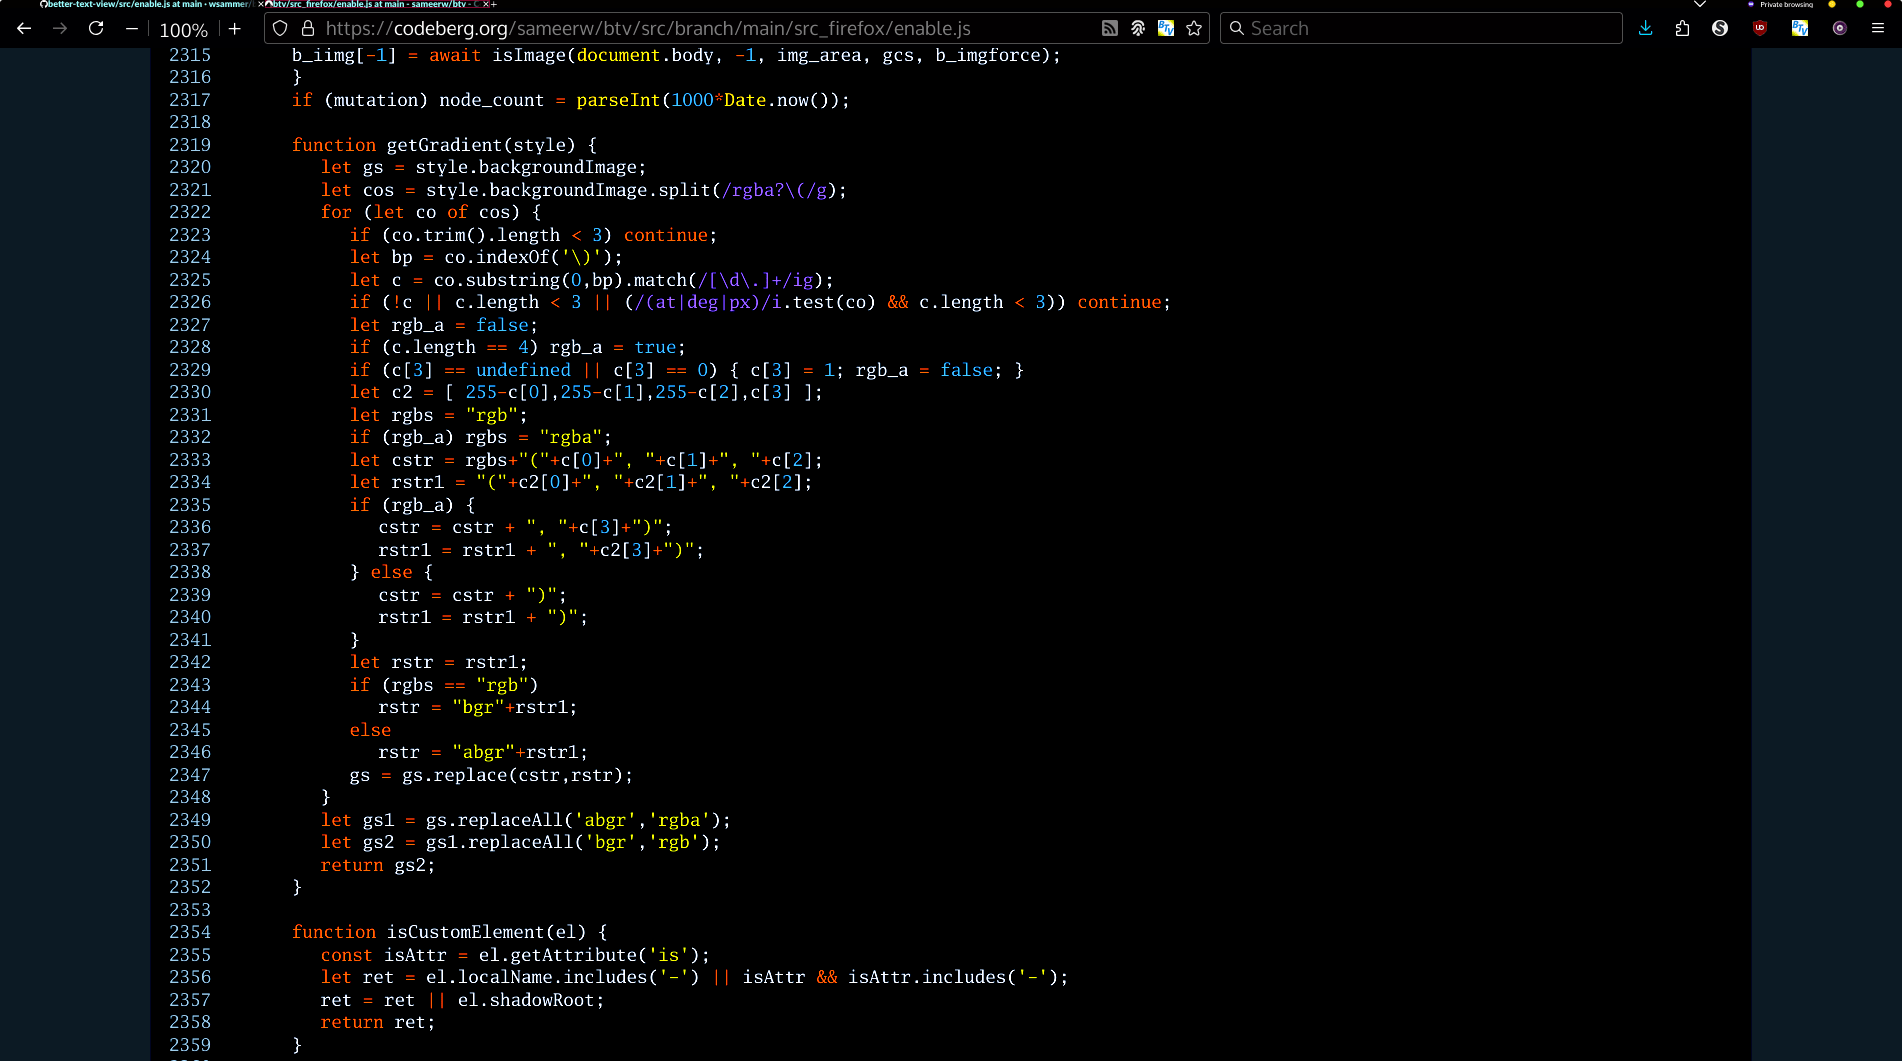 better-text-view/src/enable.js at main · wsammer/ btv/src_firefox/enable.js at main - sameerw/btv - Private browsing
100% https://codeberg.org/sameerw/btv/src/branch/main/src_firefox/enable.js Search
2315 b_iimg[-1] = await isImage(document.body, -1, img_area, gcs, b_imgforce);
2316 }
2317 if (mutation) node_count = parseInt(1000*Date.now());
2318
2319 function getGradient(style) {
2320 let gs = style.backgroundImage;
2321 let cos = style.backgroundImage.split(/rgba?\(/g);
2322 for (let co of cos) {
2323 if (co.trim().length < 3) continue;
2324 let bp = co.indexOf('\)');
2325 let c = co.substring(0,bp).match(/[\d\.]+/ig);
2326 if (!c || c.length < 3 || (/(at|deg|px)/i.test(co) && c.length < 3)) continue;
2327 let rgb_a = false;
2328 if (c.length == 4) rgb_a = true;
2329 if (c[3] == undefined || c[3] == 0) { c[3] = 1; rgb_a = false; }
2330 let c2 = [ 255-c[0],255-c[1],255-c[2],c[3] ];
2331 let rgbs = "rgb";
2332 if (rgb_a) rgbs = "rgba";
2333 let cstr = rgbs+"("+c[0]+", "+c[1]+", "+c[2];
2334 let rstr1 = "("+c2[0]+", "+c2[1]+", "+c2[2];
2335 if (rgb_a) {
2336 cstr = cstr + ", "+c[3]+")";
2337 rstr1 = rstr1 + ", "+c2[3]+")";
2338 } else {
2339 cstr = cstr + ")";
2340 rstr1 = rstr1 + ")";
2341 }
2342 let rstr = rstr1;
2343 if (rgbs == "rgb")
2344 rstr = "bgr"+rstr1;
2345 else
2346 rstr = "abgr"+rstr1;
2347 gs = gs.replace(cstr,rstr);
2348 }
2349 let gs1 = gs.replaceAll('abgr','rgba');
2350 let gs2 = gs1.replaceAll('bgr','rgb');
2351 return gs2;
2352 }
2353
2354 function isCustomElement(el) {
2355 const isAttr = el.getAttribute('is');
2356 let ret = el.localName.includes('-') || isAttr && isAttr.includes('-');
2357 ret = ret || el.shadowRoot;
2358 return ret;
2359 }